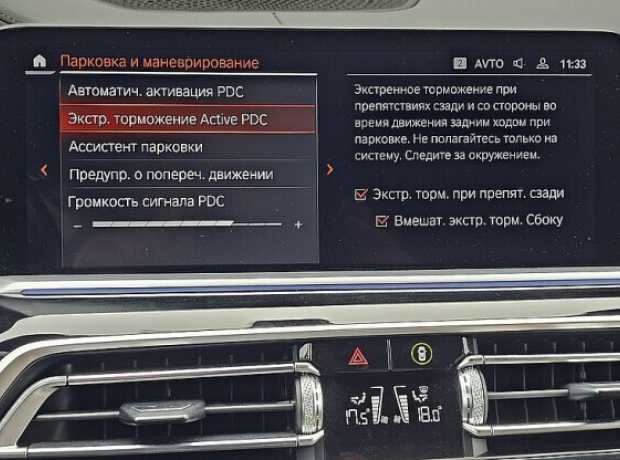 Парковка и маневрирование
2 AVTO 11:33
Автоматич. активация PDC
Экстр. торможение Active PDC
Ассистент парковки
Предупр. о попереч. движении
Громкость сигнала PDC
- +
Экстренное торможение при
препятствиях сзади и со стороны во
время движения задним ходом при
парковке. Не полагайтесь только на
систему. Следите за окружением.
Экстр. торм. при препят. сзади
Вмешат. экстр. торм. Сбоку
17.5° 18.0°